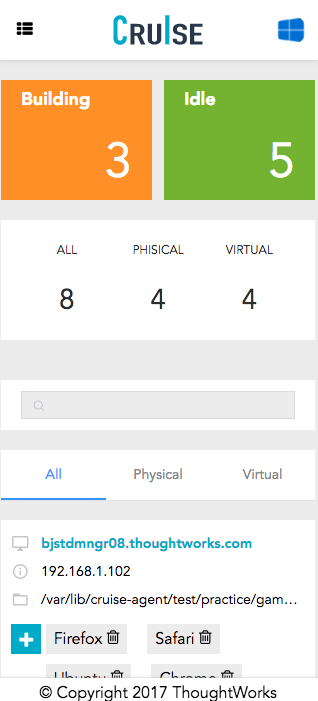 CRUISE
Building
3
Idle
5
ALL PHISICAL VIRTUAL
8 4 4
All Physical Virtual
bjstdmngr08.thoughtworks.com
192.168.1.102
/var/lib/cruise-agent/test/practice/gam...
Firefox Safari
Ubuntu Chrome
© Copyright 2017 ThoughtWorks